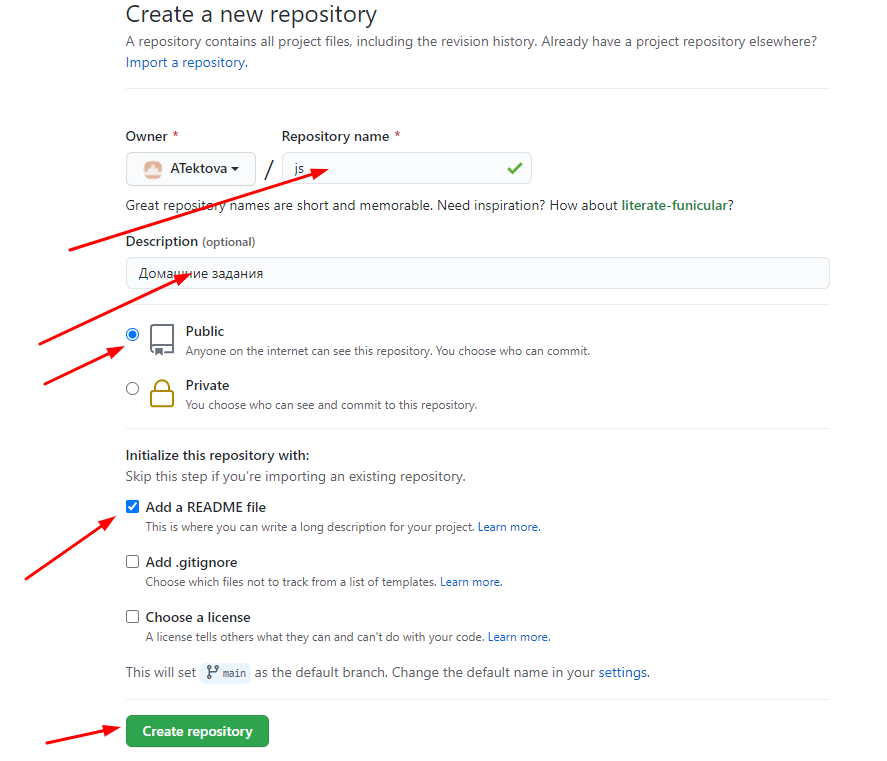 Create a new repository
A repository contains all project files, including the revision history. Already have a project repository elsewhere?
Import a repository.
Owner * Repository name *
ATektova / js
Great repository names are short and memorable. Need inspiration? How about literate-funicular?
Description (optional)
Домашние задания
Public
Anyone on the internet can see this repository. You choose who can commit.
Private
You choose who can see and commit to this repository.
Initialize this repository with:
Skip this step if you're importing an existing repository.
Add a README file
This is where you can write a long description for your project. Learn more.
Add .gitignore
Choose which files not to track from a list of templates. Learn more.
Choose a license
A license tells others what they can and can't do with your code. Learn more.
This will set main as the default branch. Change the default name in your settings.
Create repository